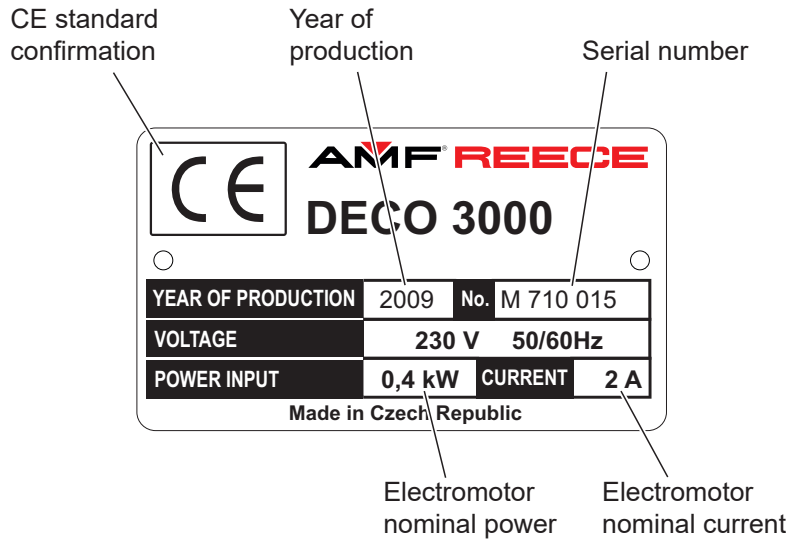 CE standard
confirmation
Year of
production
Serial number
CE
AMF® REECE
DECO 3000
YEAR OF PRODUCTION 2009 No. M 710 015
VOLTAGE 230 V 50/60Hz
POWER INPUT 0,4 kW CURRENT 2 A
Made in Czech Republic
Electromotor
nominal power
Electromotor
nominal current